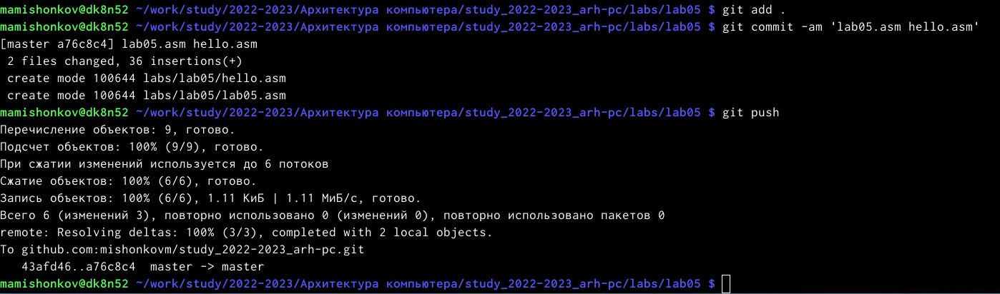 mamishonkov@dk8n52 ~/work/study/2022-2023/Архитектура компьютера/study_2022-2023_arh-pc/labs/lab05 $ git add .
mamishonkov@dk8n52 ~/work/study/2022-2023/Архитектура компьютера/study_2022-2023_arh-pc/labs/lab05 $ git commit -am 'lab05.asm hello.asm'
[master a76c8c4] lab05.asm hello.asm
 2 files changed, 36 insertions(+)
 create mode 100644 labs/lab05/hello.asm
 create mode 100644 labs/lab05/lab05.asm
mamishonkov@dk8n52 ~/work/study/2022-2023/Архитектура компьютера/study_2022-2023_arh-pc/labs/lab05 $ git push
Перечисление объектов: 9, готово.
Подсчет объектов: 100% (9/9), готово.
При сжатии изменений используется до 6 потоков
Сжатие объектов: 100% (6/6), готово.
Запись объектов: 100% (6/6), 1.11 КиБ | 1.11 МиБ/с, готово.
Всего 6 (изменений 3), повторно использовано 0 (изменений 0), повторно использовано пакетов 0
remote: Resolving deltas: 100% (3/3), completed with 2 local objects.
To github.com:mishonkovm/study_2022-2023_arh-pc.git
   43afd46..a76c8c4  master -> master
mamishonkov@dk8n52 ~/work/study/2022-2023/Архитектура компьютера/study_2022-2023_arh-pc/labs/lab05 $